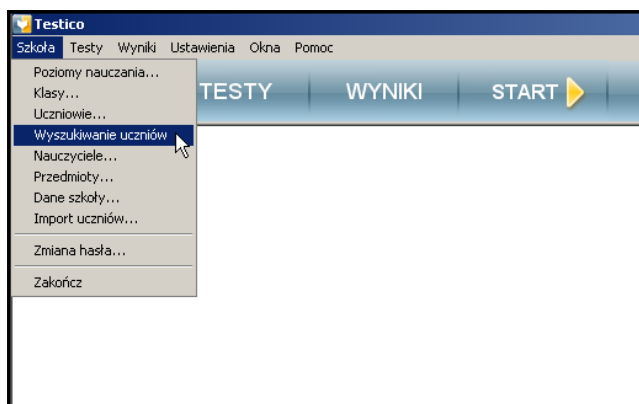 Testico
Szkoła Testy Wyniki Ustawienia Okna Pomoc
TESTY WYNIKI START
Poziomy nauczania...
Klasy...
Uczniowie...
Wyszukiwanie uczniów
Nauczyciele...
Przedmioty...
Dane szkoły...
Import uczniów...
Zmiana hasła...
Zakończ